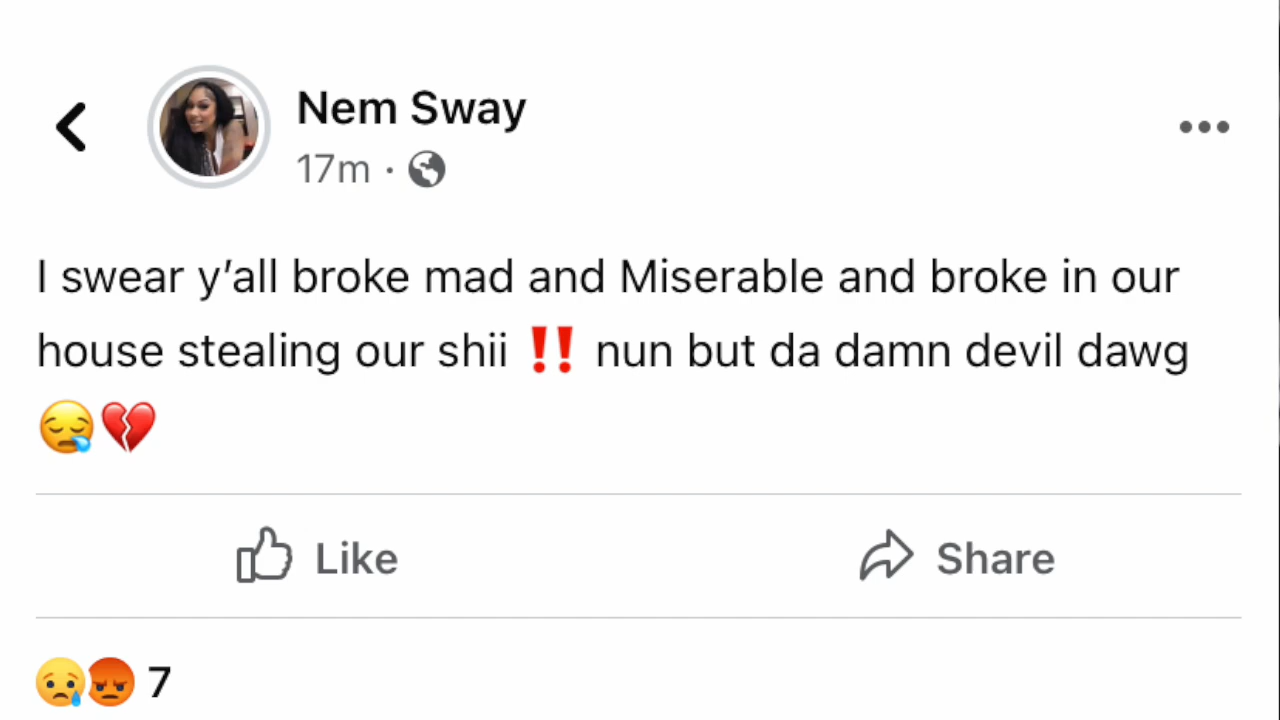 Nem Sway
17m ·
I swear y’all broke mad and Miserable and broke in our
house stealing our shii ‼️ nun but da damn devil dawg
😪💔
Like
Share
7